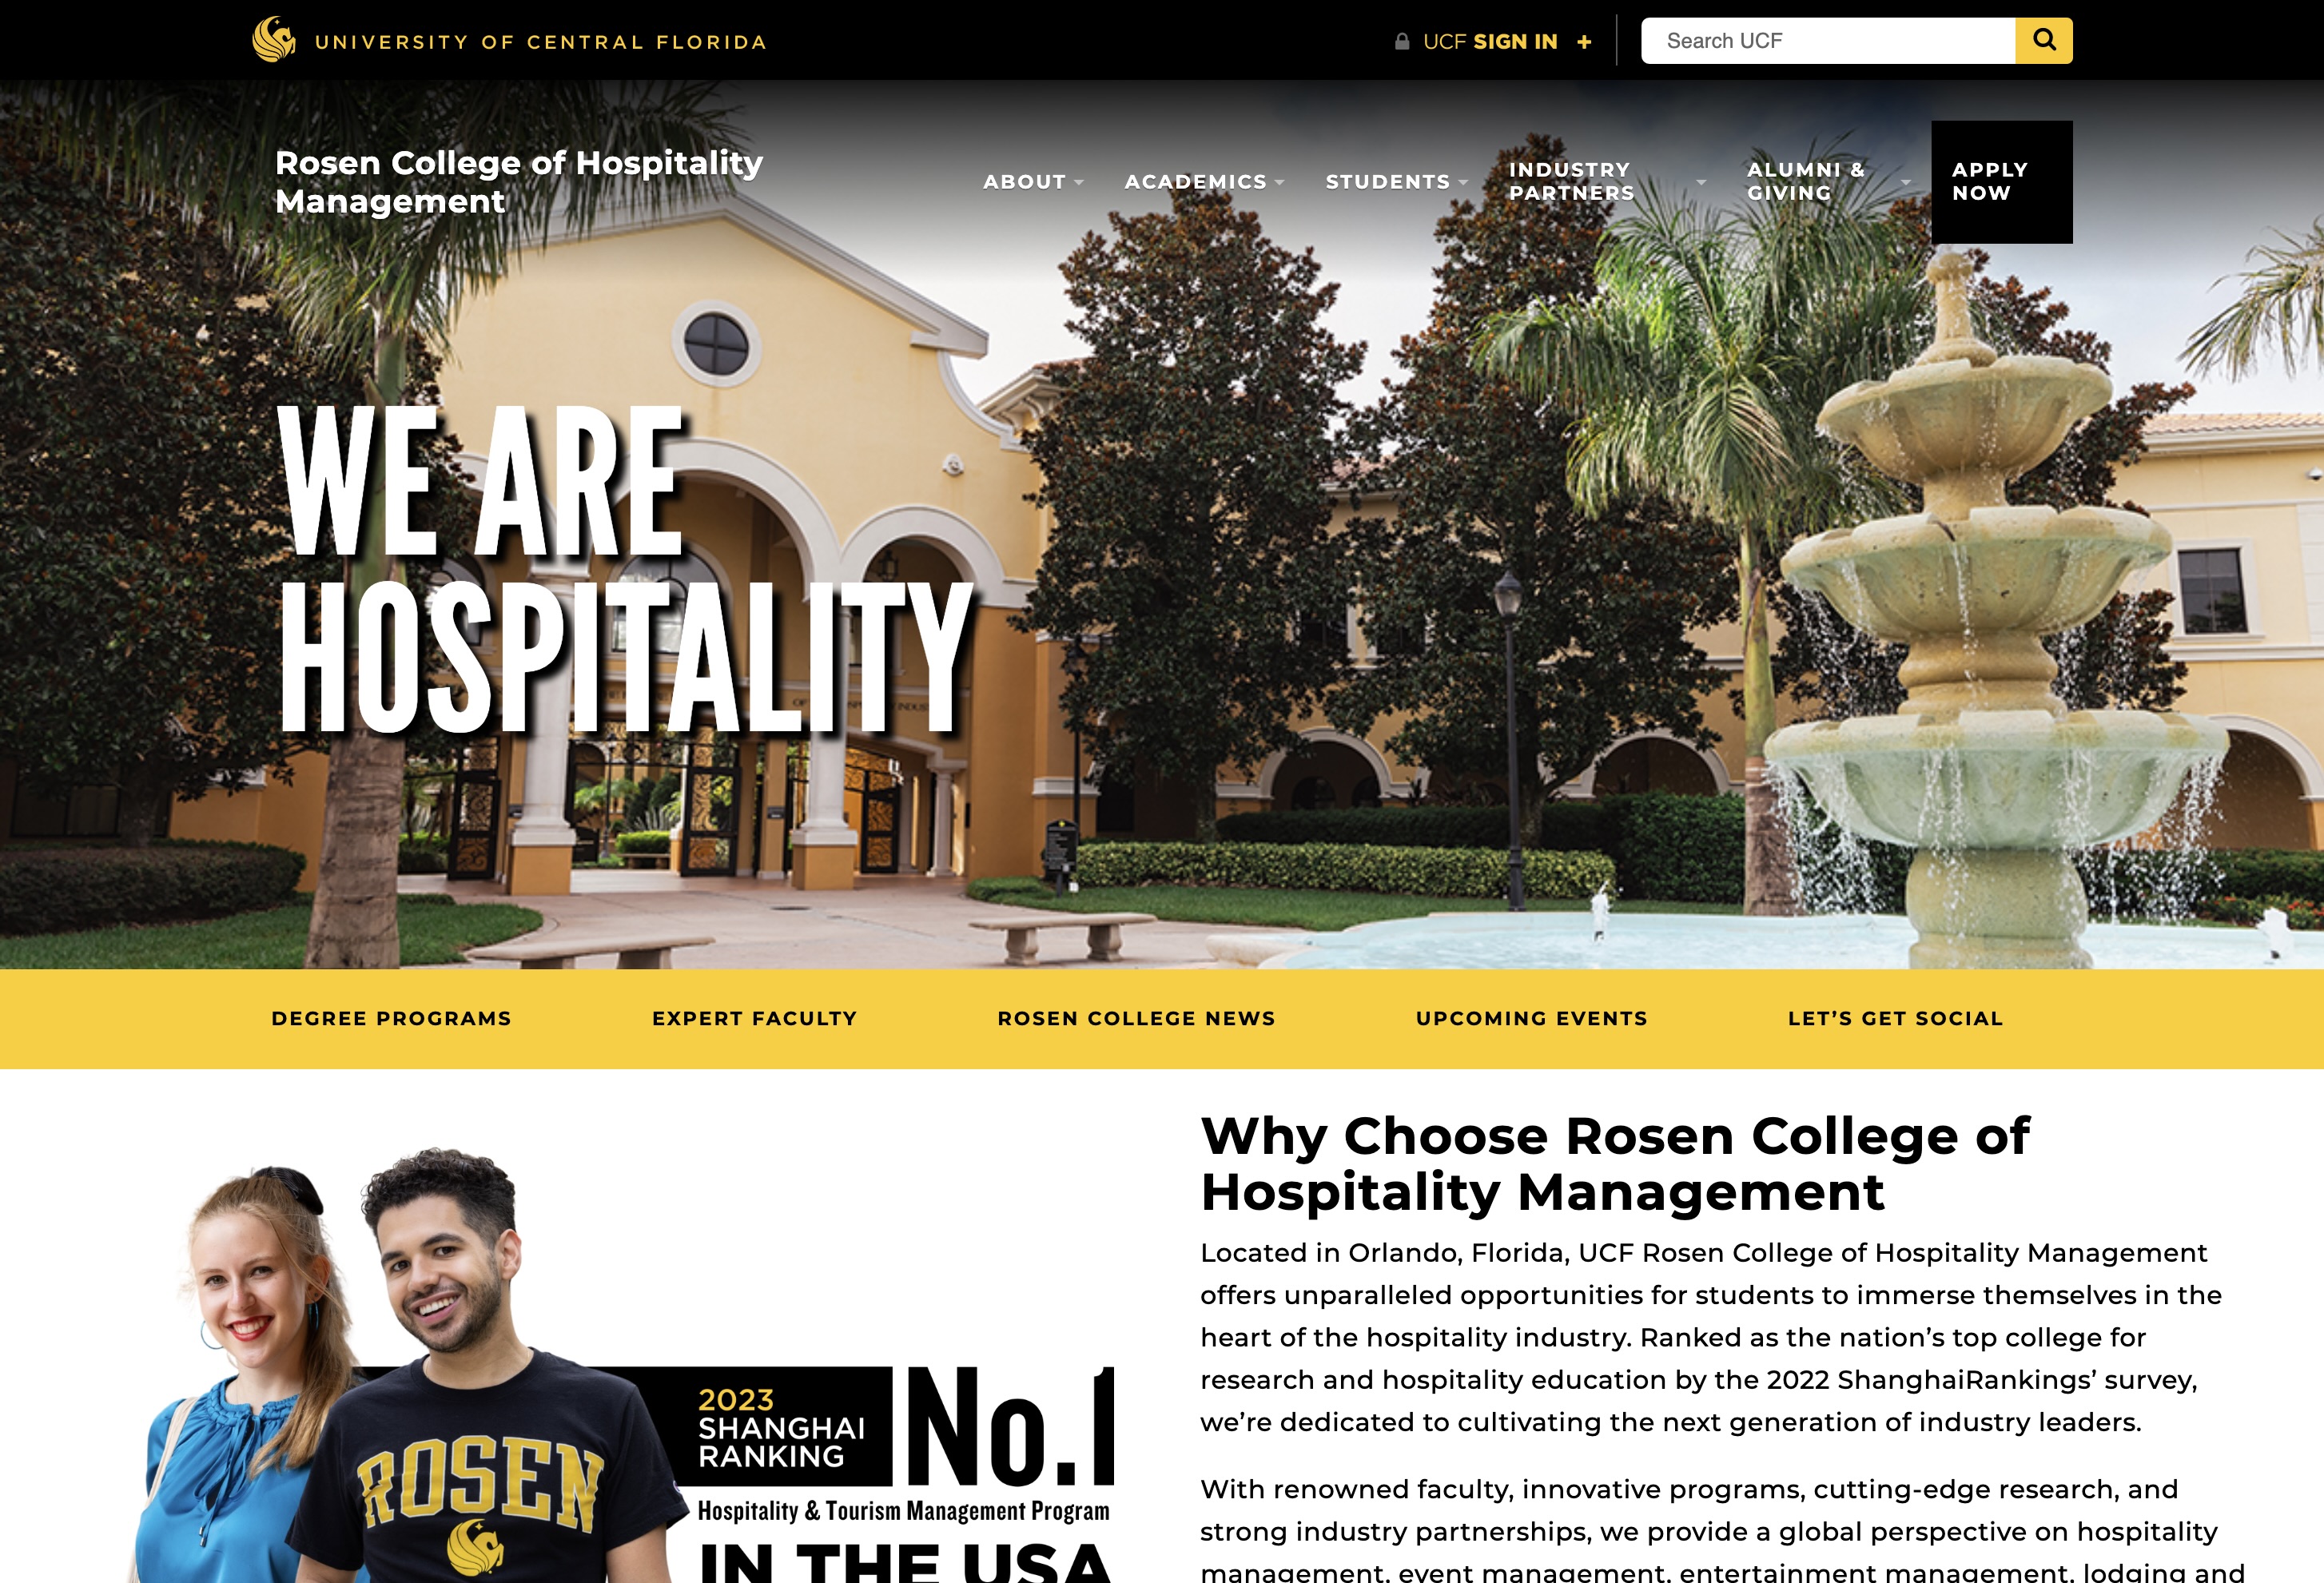 UNIVERSITY OF CENTRAL FLORIDA
UCF SIGN IN +
Search UCF
Rosen College of Hospitality
Management
ABOUT
ACADEMICS
STUDENTS
INDUSTRY
PARTNERS
ALUMNI &
GIVING
APPLY
NOW
WE ARE
HOSPITALITY
DEGREE PROGRAMS
EXPERT FACULTY
ROSEN COLLEGE NEWS
UPCOMING EVENTS
LET’S GET SOCIAL
ROSEN
2023
SHANGHAI
RANKING
No.1
Hospitality & Tourism Management Program
IN THE USA
Why Choose Rosen College of
Hospitality Management
Located in Orlando, Florida, UCF Rosen College of Hospitality Management
offers unparalleled opportunities for students to immerse themselves in the
heart of the hospitality industry. Ranked as the nation’s top college for
research and hospitality education by the 2022 ShanghaiRankings’ survey,
we’re dedicated to cultivating the next generation of industry leaders.
With renowned faculty, innovative programs, cutting-edge research, and
strong industry partnerships, we provide a global perspective on hospitality
management, event management, entertainment management, lodging and